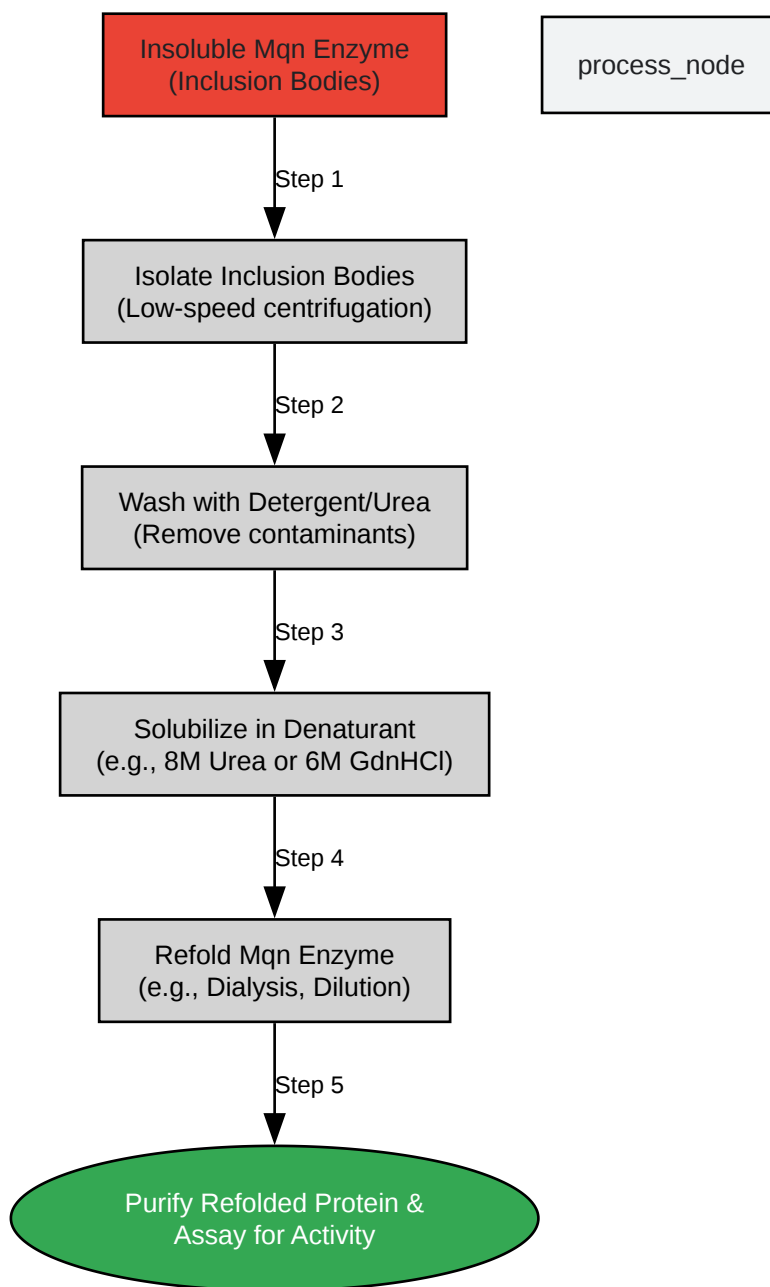 Insoluble Mqn Enzyme
(Inclusion Bodies)
process_node
Step 1
Isolate Inclusion Bodies
(Low-speed centrifugation)
Step 2
Wash with Detergent/Urea
(Remove contaminants)
Step 3
Solubilize in Denaturant
(e.g., 8M Urea or 6M GdnHCl)
Step 4
Refold Mqn Enzyme
(e.g., Dialysis, Dilution)
Step 5
Purify Refolded Protein &
Assay for Activity